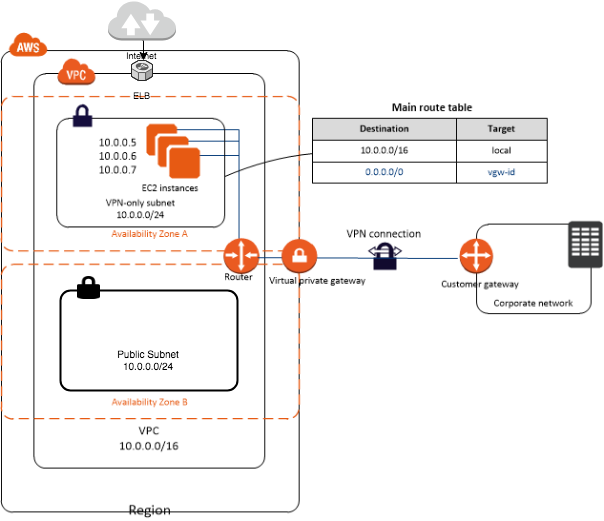 Internet
AWS
VPC
ELB
10.0.0.5
10.0.0.6
10.0.0.7
EC2 instances
VPN-only subnet
10.0.0.0/24
Availability Zone A
Main route table
Destination Target
10.0.0.0/16 local
0.0.0.0/0 vgw-id
Router
Virtual private gateway
VPN connection
Customer gateway
Corporate network
Public Subnet
10.0.0.0/24
Availability Zone B
VPC
10.0.0.0/16
Region